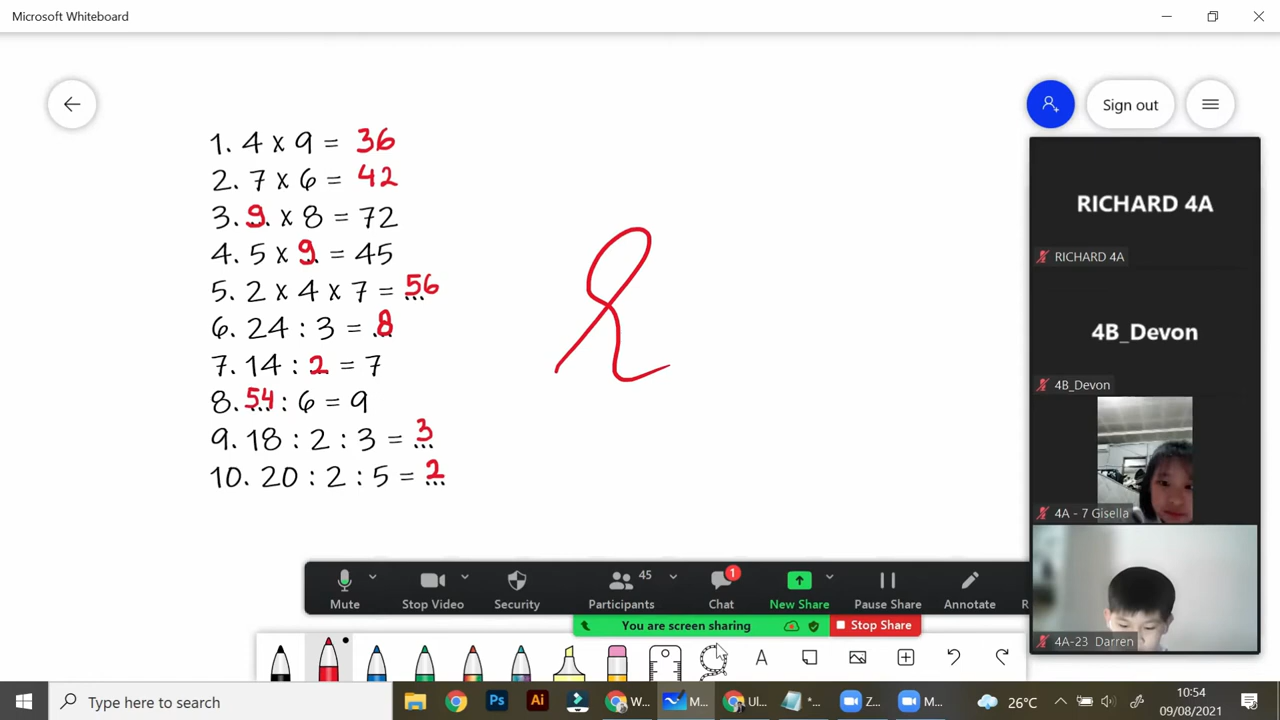 Microsoft Whiteboard
Sign out
1. 4 x 9 = 36
2. 7 x 6 = 42
3. 9 x 8 = 72
4. 5 x 9 = 45
5. 2 x 4 x 7 = 56
6. 24 : 3 = 8
7. 14 : 2 = 7
8. 54 : 6 = 9
9. 18 : 2 : 3 = 3
10. 20 : 2 : 5 = 2
RICHARD 4A
RICHARD 4A
4B_Devon
4B_Devon
4A - 7 Gisella
4A-23 Darren
45
1
Mute
Stop Video
Security
Participants
Chat
New Share
Pause Share
Annotate
R
You are screen sharing
Stop Share
A
Type here to search
Ps
Ai
W...
M...
Ul...
Z...
M...
26°C
10:54
09/08/2021